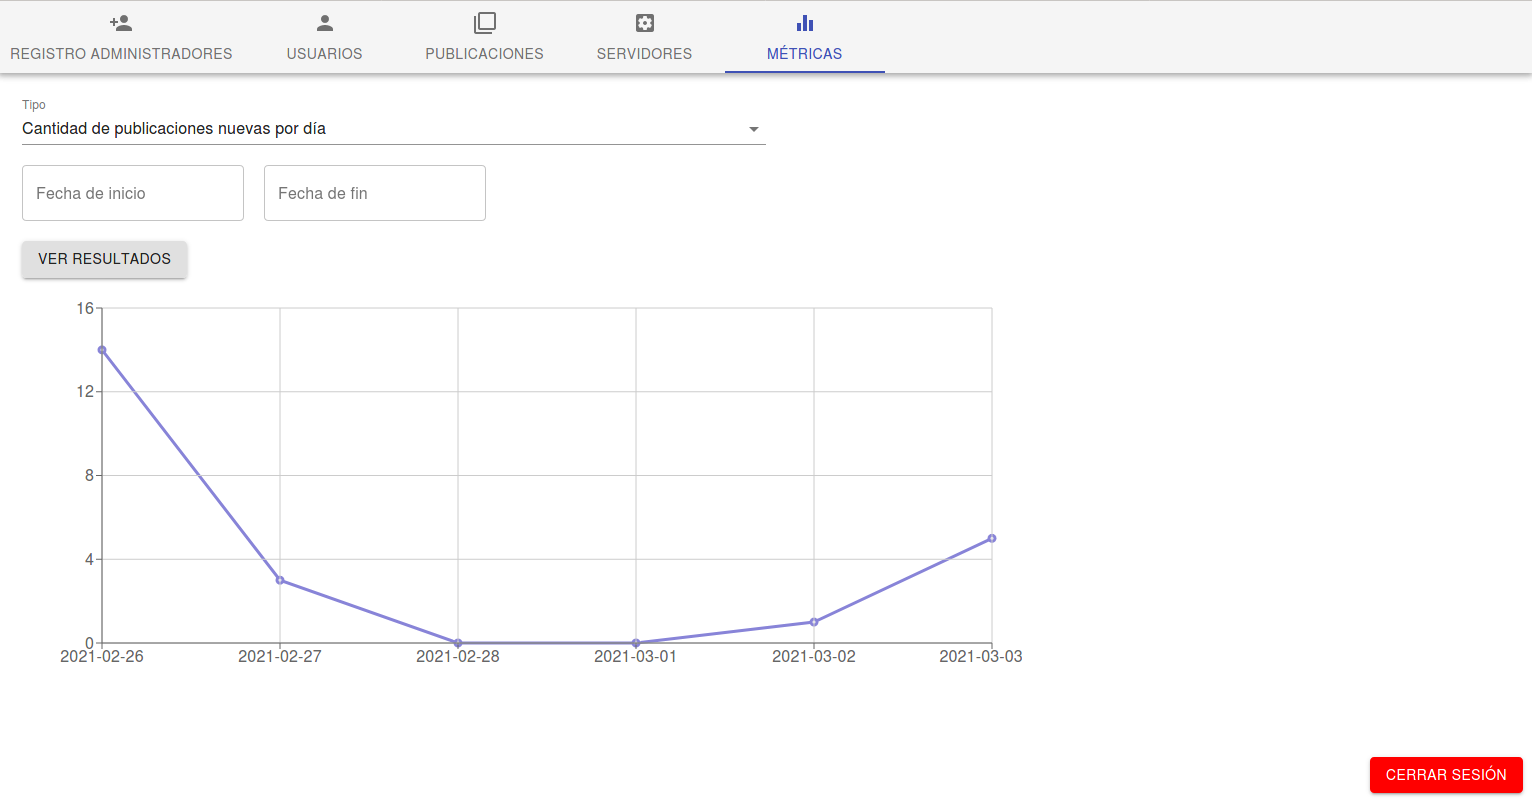 REGISTRO ADMINISTRADORES
USUARIOS
PUBLICACIONES
SERVIDORES
MÉTRICAS
Tipo
Cantidad de publicaciones nuevas por día
Fecha de inicio
Fecha de fin
VER RESULTADOS
16
12
8
4
0
2021-02-26
2021-02-27
2021-02-28
2021-03-01
2021-03-02
2021-03-03
CERRAR SESIÓN